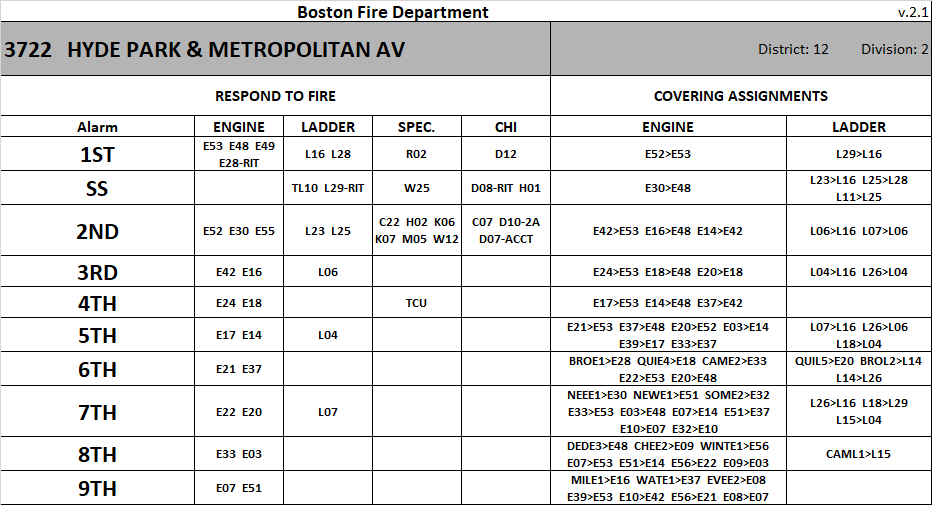 Boston Fire Department v.2.1
3722 HYDE PARK & METROPOLITAN AV District: 12 Division: 2
RESPOND TO FIRE COVERING ASSIGNMENTS
Alarm ENGINE LADDER SPEC. CHI ENGINE LADDER
1ST E53 E48 E49 L16 L28 R02 D12 E52>E53 L29>L16
E28-RIT
SS TL10 L29-RIT W25 D08-RIT H01 E30>E48 L23>L16 L25>L28
L11>L25
2ND E52 E30 E55 L23 L25 C22 H02 K06 C07 D10-2A E42>E53 E16>E48 E14>E42 L06>L16 L07>L06
K07 M05 W12 D07-ACCT
3RD E42 E16 L06 E24>E53 E18>E48 E20>E18 L04>L16 L26>L04
4TH E24 E18 TCU E17>E53 E14>E48 E37>E42
5TH E17 E14 L04 E21>E53 E37>E48 E20>E52 E03>E14 L07>L16 L26>L06
E39>E17 E33>E37 L18>L04
6TH E21 E37 BROE1>E28 QUIE4>E18 CAME2>E33 QUIL5>E20 BROL2>L14
E22>E53 E20>E48 L14>L26
7TH E22 E20 L07 NEEE1>E30 NEWE1>E51 SOME2>E32 L26>L16 L18>L29
E33>E53 E03>E48 E07>E14 E51>E37 L15>L04
E10>E07 E32>E10
8TH E33 E03 DEDE3>E48 CHEE2>E09 WINTE1>E56 CAML1>L15
E07>E53 E51>E14 E56>E22 E09>E03
9TH E07 E51 MILE1>E16 WATE1>E37 EVEE2>E08
E39>E53 E10>E42 E56>E21 E08>E07